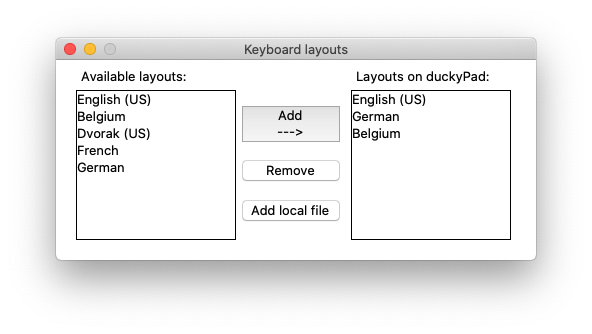 Keyboard layouts
Available layouts:
English (US)
Belgium
Dvorak (US)
French
German
Add
--->
Remove
Add local file
Layouts on duckyPad:
English (US)
German
Belgium